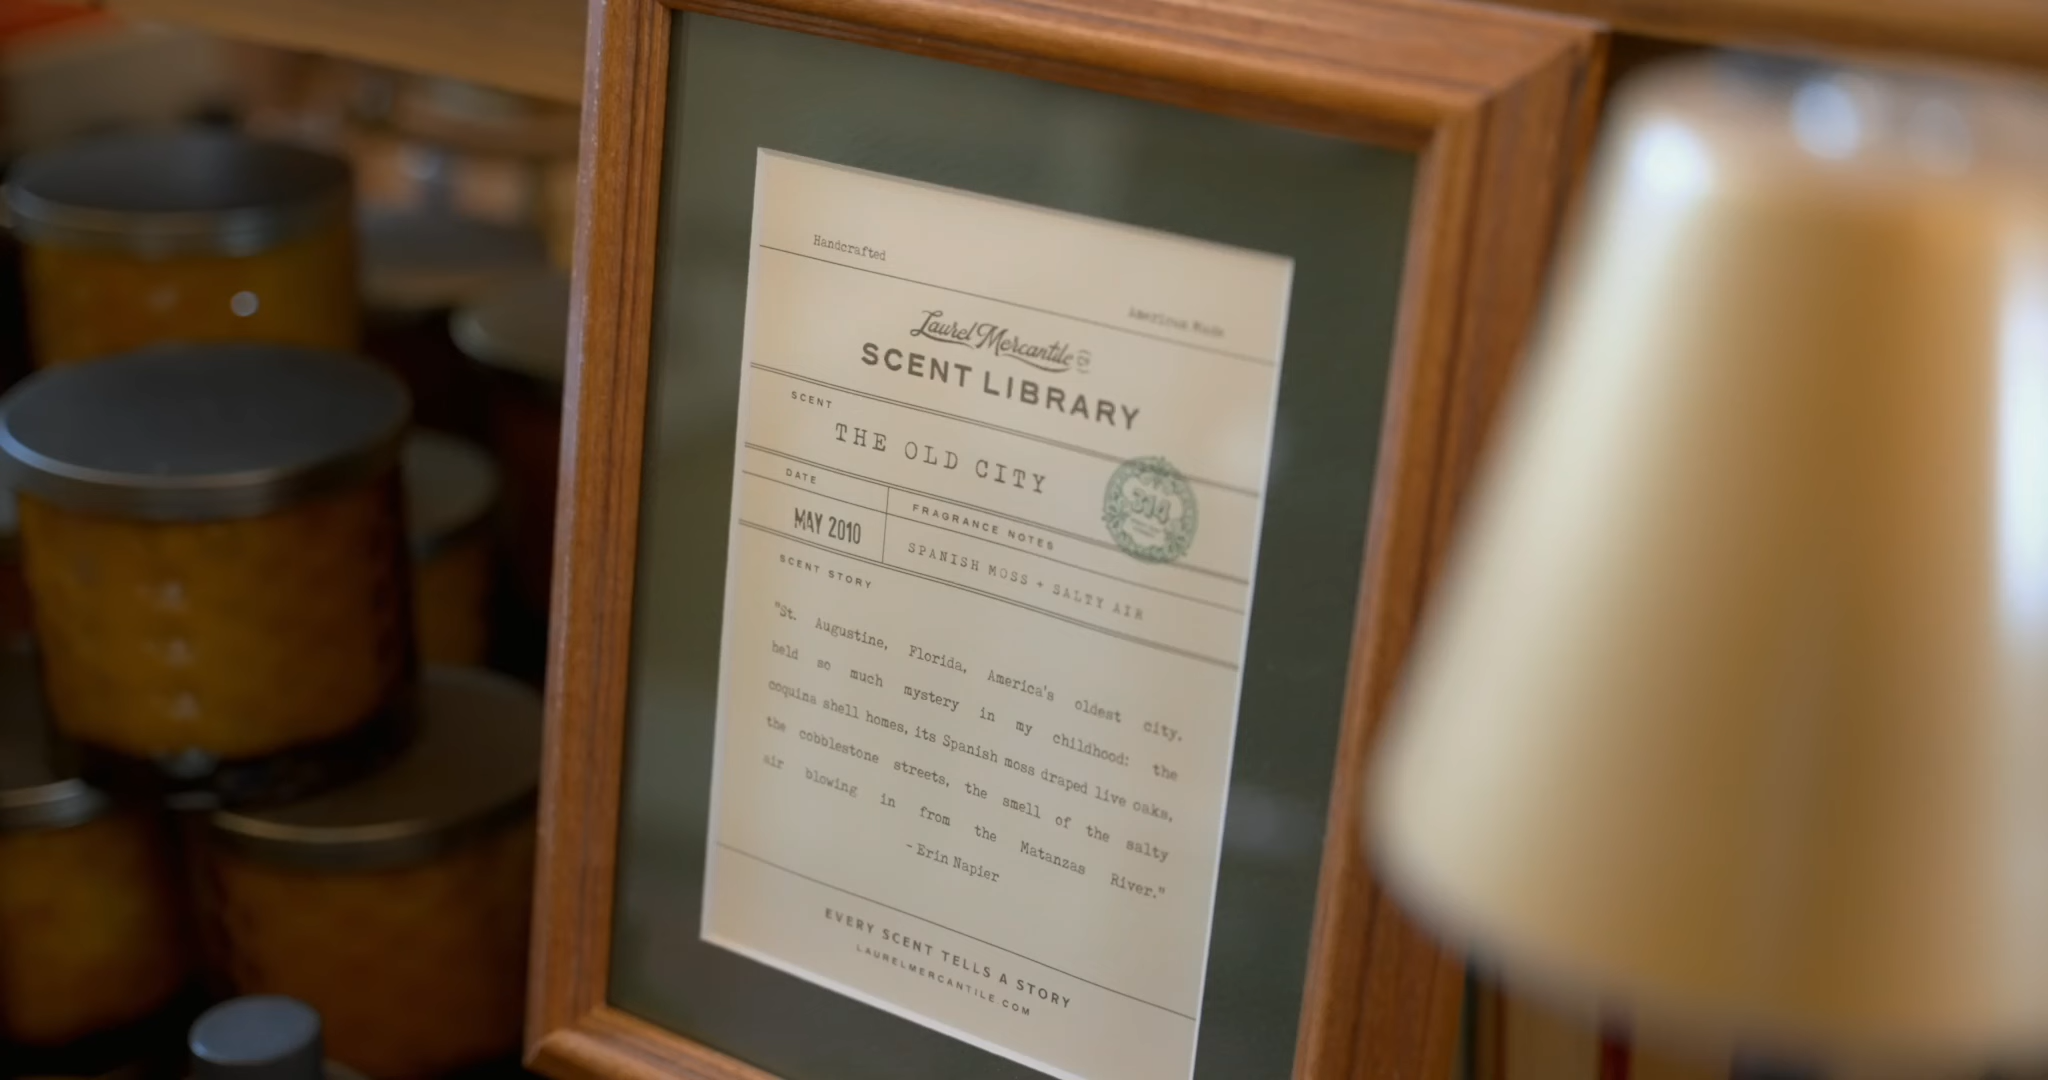 Handcrafted
American Made
Laurel Mercantile Co
SCENT LIBRARY
SCENT
THE OLD CITY
314
DATE
FRAGRANCE NOTES
MAY 2010
SPANISH MOSS + SALTY AIR
SCENT STORY
"St. Augustine, Florida, America's oldest city,
held so much mystery in my childhood: the
coquina shell homes, its Spanish moss draped live oaks,
the cobblestone streets, the smell of the salty
air blowing in from the Matanzas River."
- Erin Napier
EVERY SCENT TELLS A STORY
LAURELMERCANTILE.COM